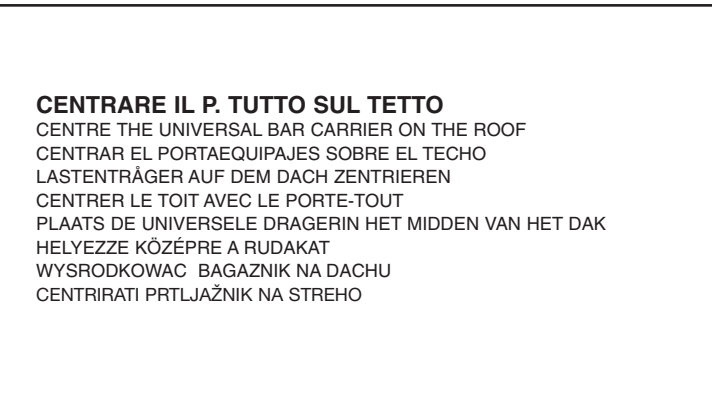 CENTRARE IL P. TUTTO SUL TETTO
CENTRE THE UNIVERSAL BAR CARRIER ON THE ROOF
CENTRAR EL PORTAEQUIPAJES SOBRE EL TECHO
LASTENTRÅGER AUF DEM DACH ZENTRIEREN
CENTRER LE TOIT AVEC LE PORTE-TOUT
PLAATS DE UNIVERSELE DRAGERIN HET MIDDEN VAN HET DAK
HELYEZZE KÖZÉPRE A RUDAKAT
WYSRODKOWAC  BAGAZNIK NA DACHU
CENTRIRATI PRTLJAŽNIK NA STREHO